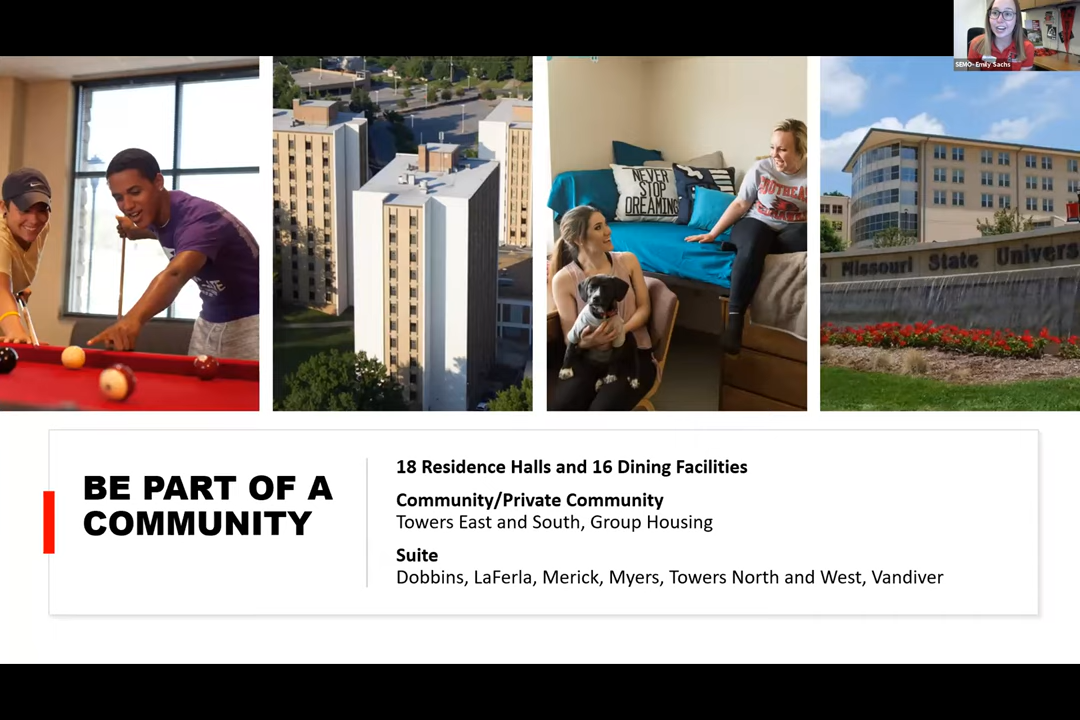 SEMO- Emily Sachs
NEVER
STOP
DREAMING
Missouri State Univers
BE PART OF A
COMMUNITY
18 Residence Halls and 16 Dining Facilities
Community/Private Community
Towers East and South, Group Housing
Suite
Dobbins, LaFerla, Merick, Myers, Towers North and West, Vandiver